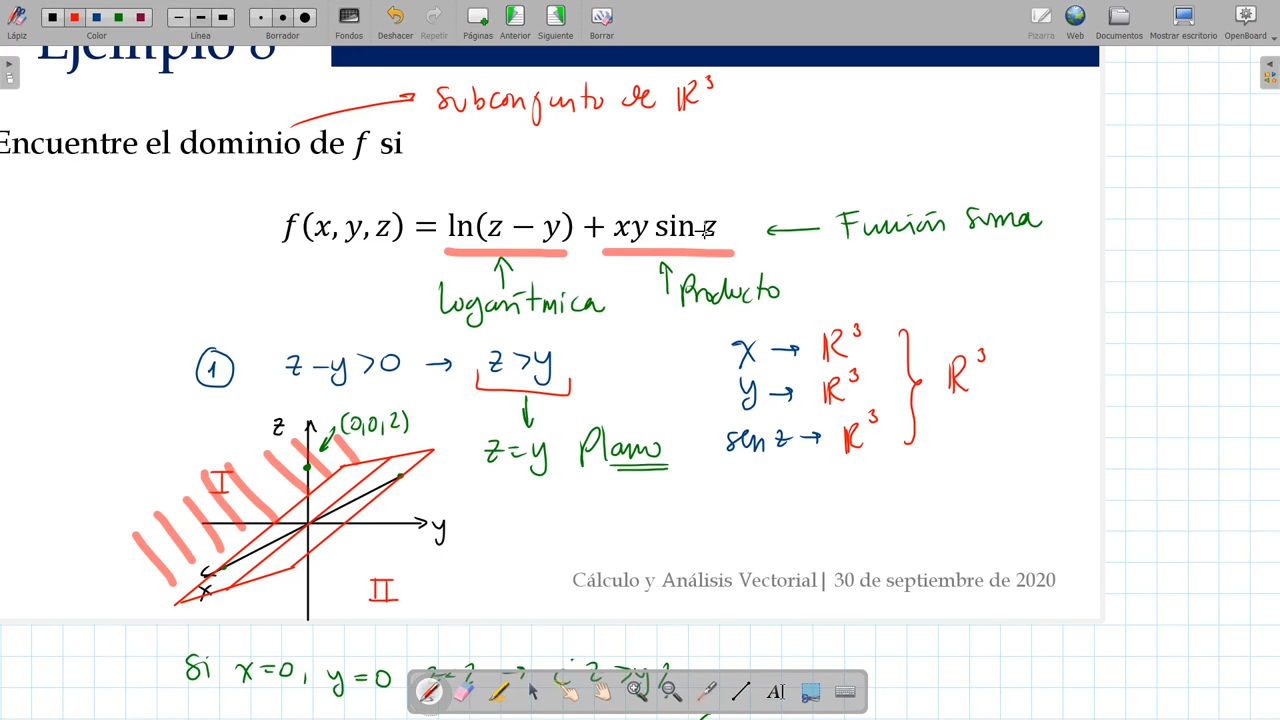 Lápiz Color Línea Borrador Fondos Deshacer Repetir Páginas Anterior Siguiente Borrar Pizarra Web Documentos Mostrar escritorio OpenBoard
Ejemplo 8
Subconjunto de ℝ³
Encuentre el dominio de f si
f(x, y, z) = ln(z − y) + xy sin z ← Función suma
↑ Logarítmica ↑ Producto
① z − y > 0 → z > y
x → ℝ³
y → ℝ³
sen z → ℝ³
} ℝ³
z = y Plano
z
(0,0,2)
I
y
x
II
Cálculo y Análisis Vectorial| 30 de septiembre de 2020
Si x = 0, y = 0 → ¿ z > y?